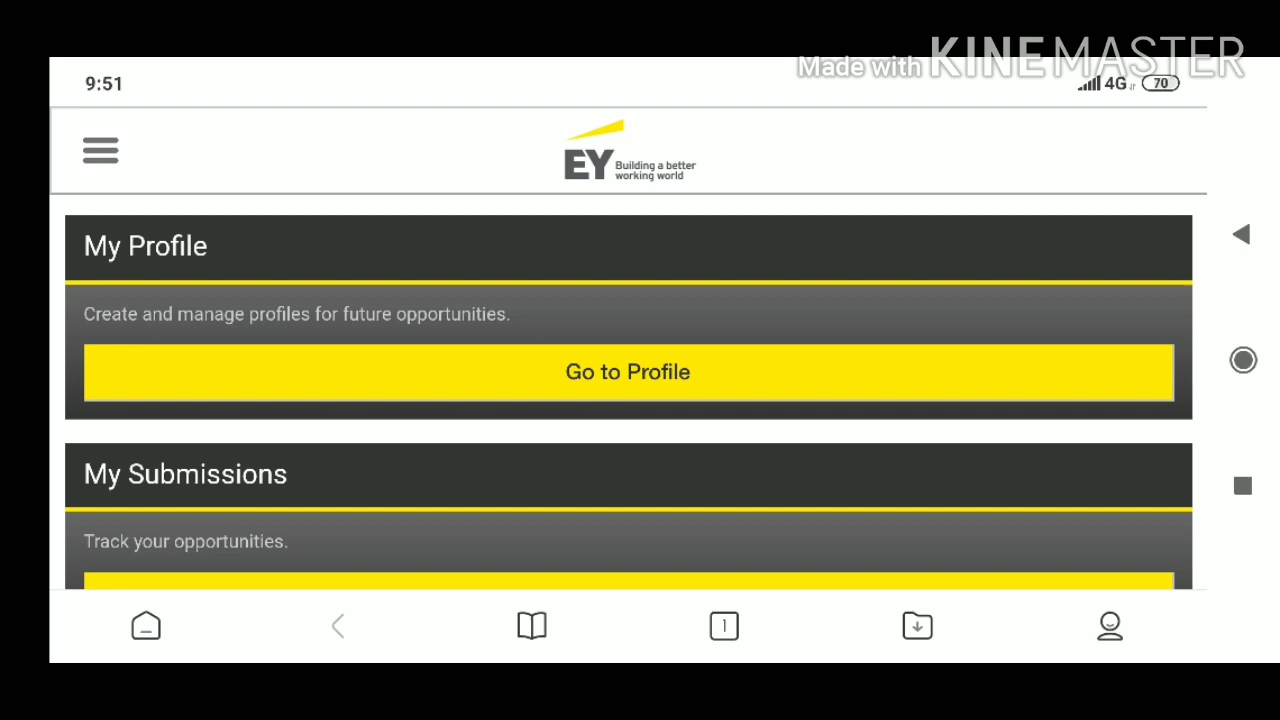 Made with KINEMASTER
9:51
4G 70
EY Building a better
working world
My Profile
Create and manage profiles for future opportunities.
Go to Profile
My Submissions
Track your opportunities.
1